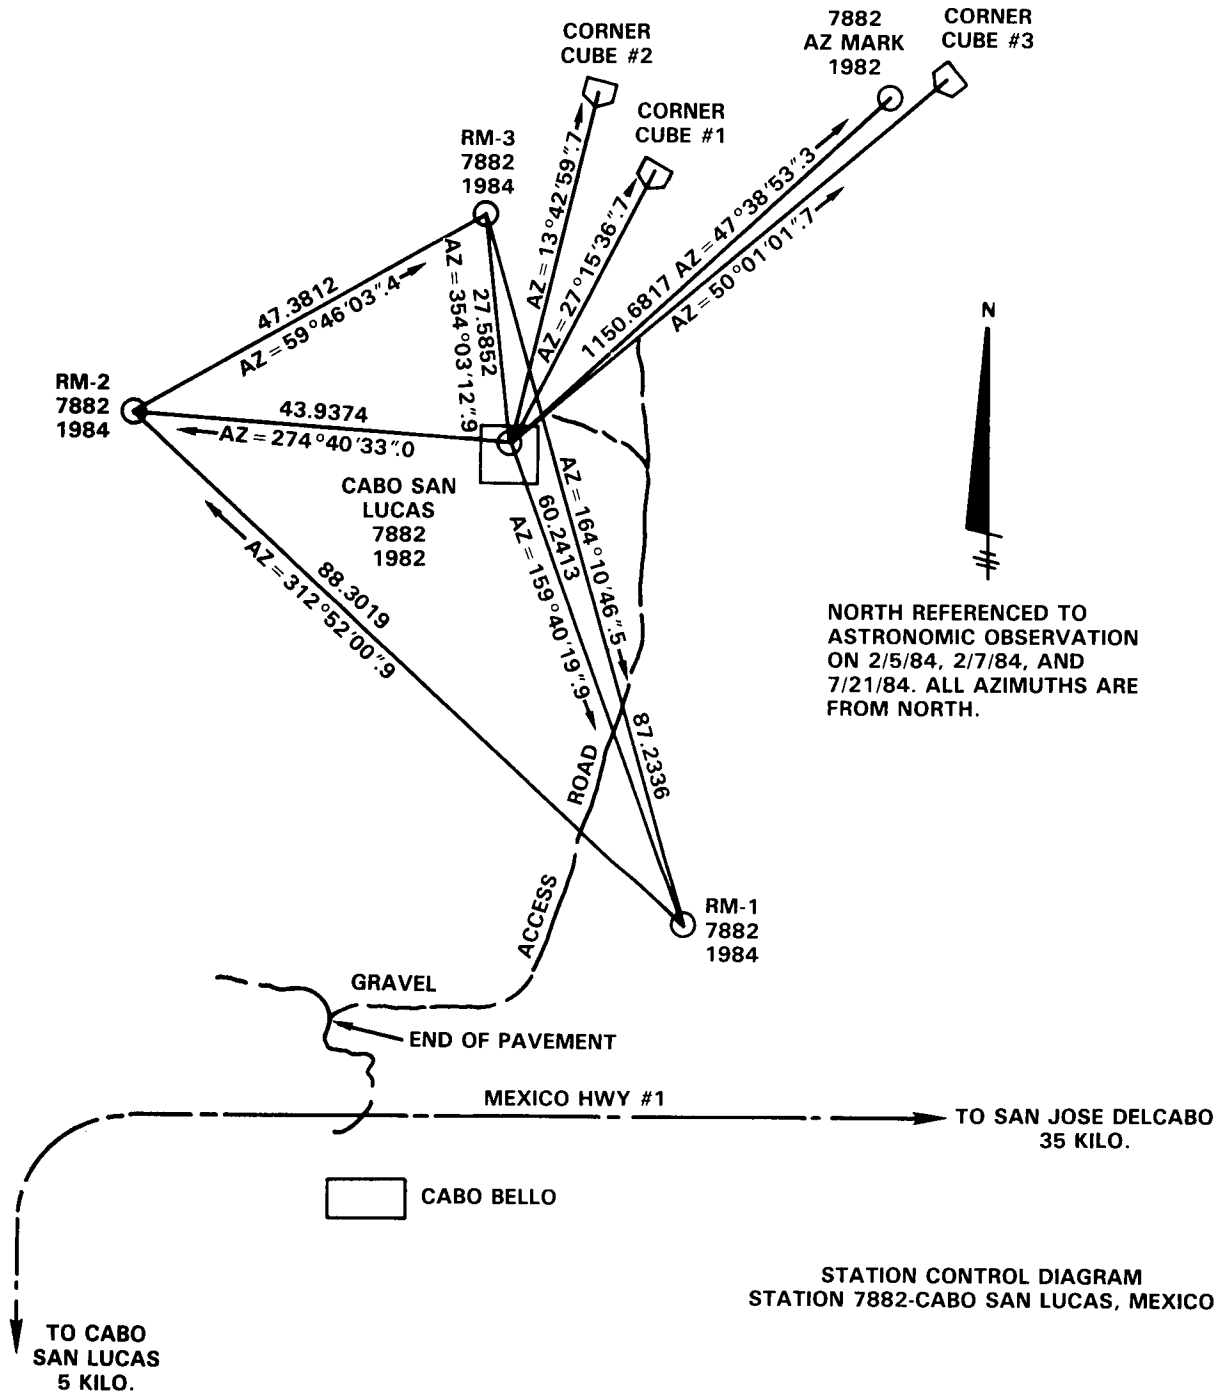 7882
AZ MARK
1982
CORNER
CUBE #3
CORNER
CUBE #2
CORNER
CUBE #1
RM-3
7882
1984
AZ = 13°42'59".7
AZ = 27°15'36".7
1150.6817 AZ = 47°38'53".3
AZ = 50°01'01".7
47.3812
AZ = 59°46'03".4
27.5852
AZ = 354°03'12".9
N
RM-2
7882
1984
43.9374
AZ = 274°40'33".0
CABO SAN
LUCAS
7882
1982
60.2413
AZ = 159°40'19".9
AZ = 164°10'46".5
87.2336
88.3019
AZ = 312°52'00".9
NORTH REFERENCED TO
ASTRONOMIC OBSERVATION
ON 2/5/84, 2/7/84, AND
7/21/84. ALL AZIMUTHS ARE
FROM NORTH.
ROAD
ACCESS
GRAVEL
RM-1
7882
1984
END OF PAVEMENT
MEXICO HWY #1
TO SAN JOSE DELCABO
35 KILO.
CABO BELLO
STATION CONTROL DIAGRAM
STATION 7882-CABO SAN LUCAS, MEXICO
TO CABO
SAN LUCAS
5 KILO.